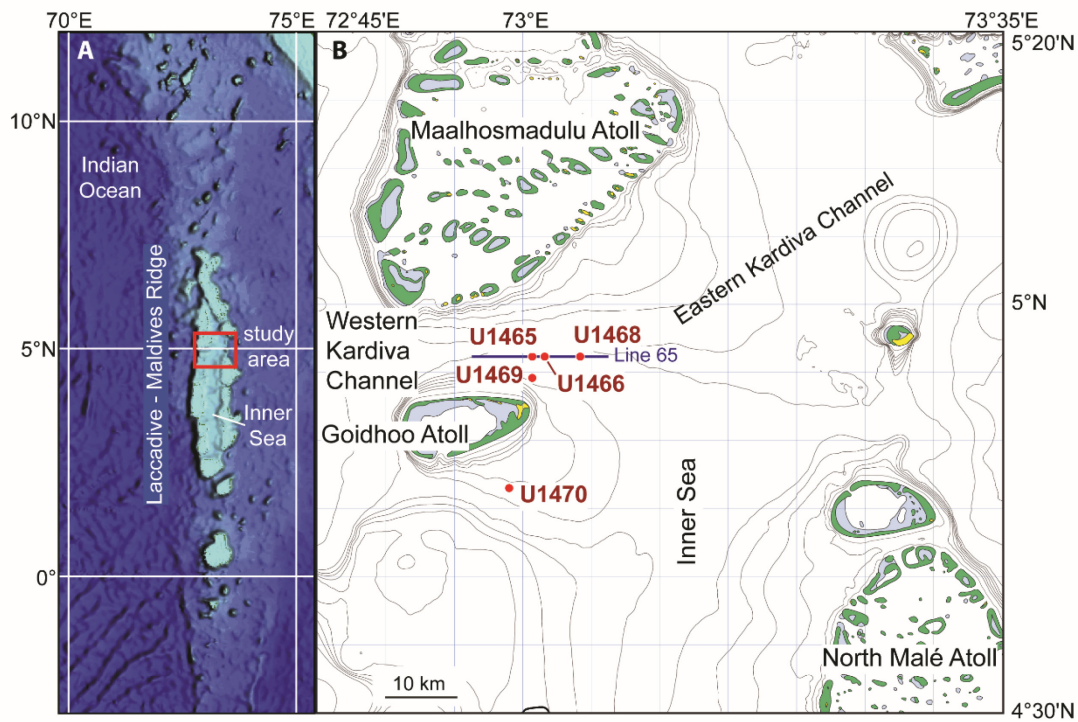 70°E
75°E
72°45'E
73°E
73°35'E
A
B
5°20'N
10°N
Indian
Ocean
Laccadive - Maldives Ridge
study
area
5°N
Inner
Sea
0°
Maalhosmadulu Atoll
Eastern Kardiva Channel
5°N
Western
Kardiva
Channel
U1465
U1468
Line 65
U1469
U1466
Goidhoo Atoll
U1470
Inner Sea
North Malé Atoll
10 km
4°30'N